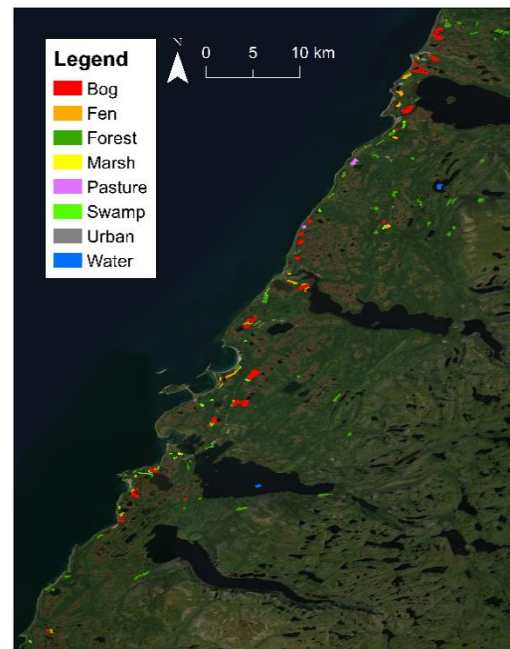 Legend
Bog
Fen
Forest
Marsh
Pasture
Swamp
Urban
Water
N
0 5 10 km